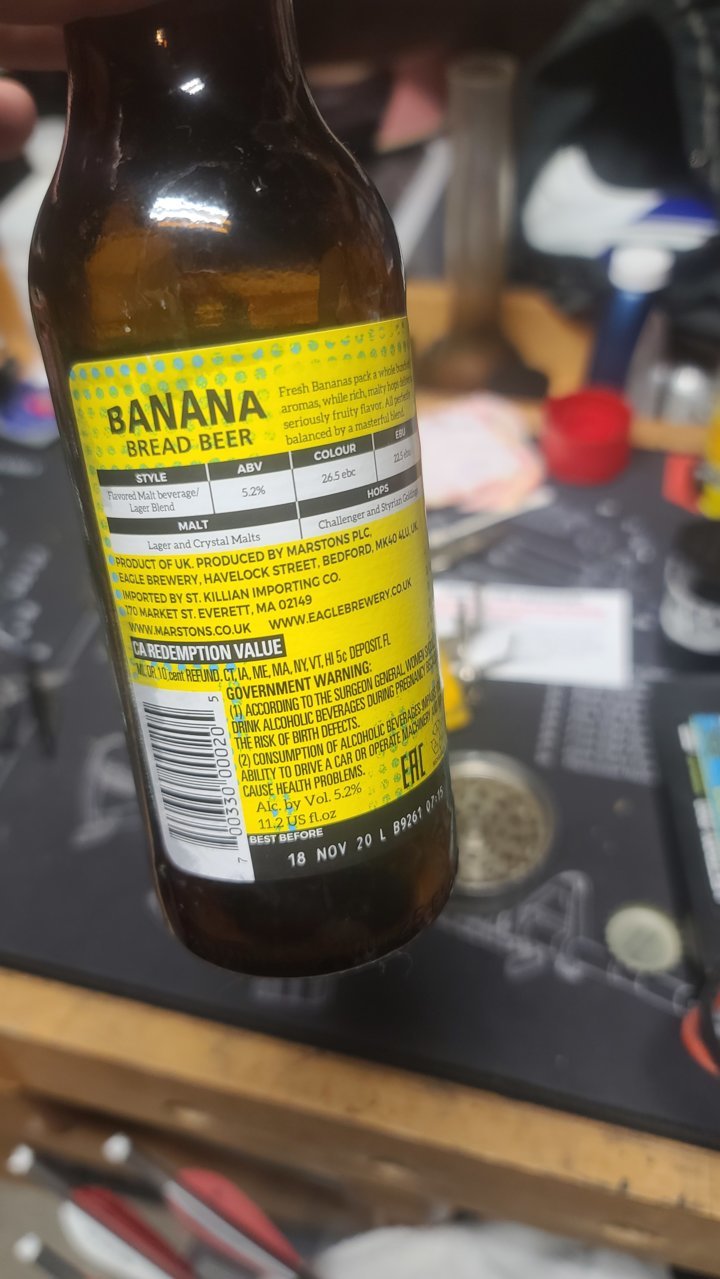 BANANA
BREAD BEER
Fresh Bananas pack a whole
aromas, while rich, malty hops
seriously fruity flavor. All
balanced by a masterful blend.
STYLE
Flavored Malt beverage/
Lager Blend
ABV
5.2%
COLOUR
26.5 ebc
EBU
22.5 ebu
MALT
Lager and Crystal Malts
HOPS
Challenger and Styrian
PRODUCT OF UK. PRODUCED BY MARSTONS PLC,
EAGLE BREWERY, HAVELOCK STREET, BEDFORD, MK40 4LU, UK.
IMPORTED BY ST. KILLIAN IMPORTING CO.
170 MARKET ST. EVERETT, MA 02149
WWW.MARSTONS.CO.UK WWW.EAGLEBREWERY.CO.UK
CA REDEMPTION VALUE
MI, OR, 10 cent REFUND. CT, IA, ME, MA, NY, VT, HI 5¢ DEPOSIT. FL
GOVERNMENT WARNING:
(1) ACCORDING TO THE SURGEON GENERAL, WOMEN
DRINK ALCOHOLIC BEVERAGES DURING PREGNANCY
THE RISK OF BIRTH DEFECTS.
(2) CONSUMPTION OF ALCOHOLIC BEVERAGES
ABILITY TO DRIVE A CAR OR OPERATE MACHINERY
CAUSE HEALTH PROBLEMS.
Alc. by Vol. 5.2%
11.2 US fl.oz
EAC
7 00330 00020 5
BEST BEFORE
18 NOV 20 L B9261 07:15